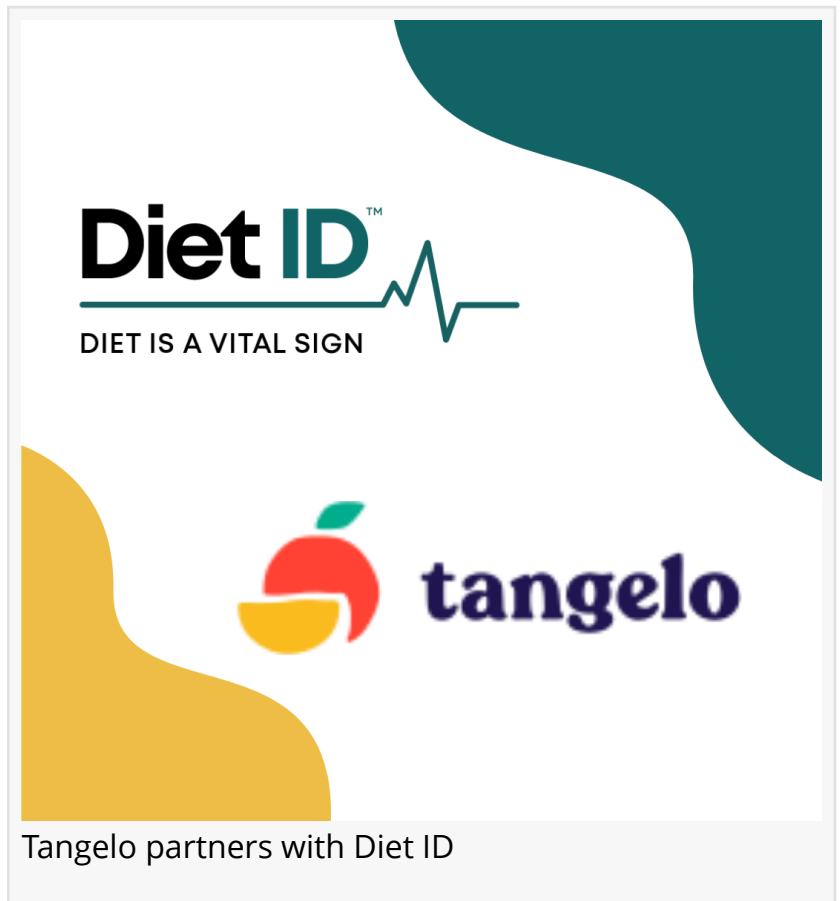 Diet ID™
DIET IS A VITAL SIGN
tangelo
Tangelo partners with Diet ID